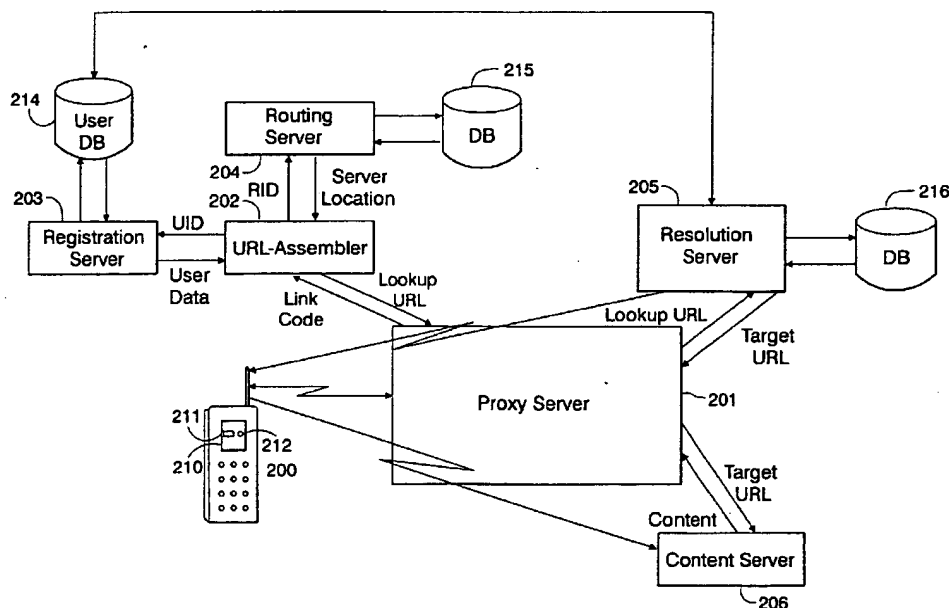 215
214
User
DB
Routing
Server
DB
204
RID
Server
Location
203
202
205
216
Registration
Server
UID
User
Data
URL-Assembler
Resolution
Server
DB
Link
Code
Lookup
URL
Lookup URL
Target
URL
Proxy Server
201
211
210
212
200
Target
URL
Content
Content Server
206